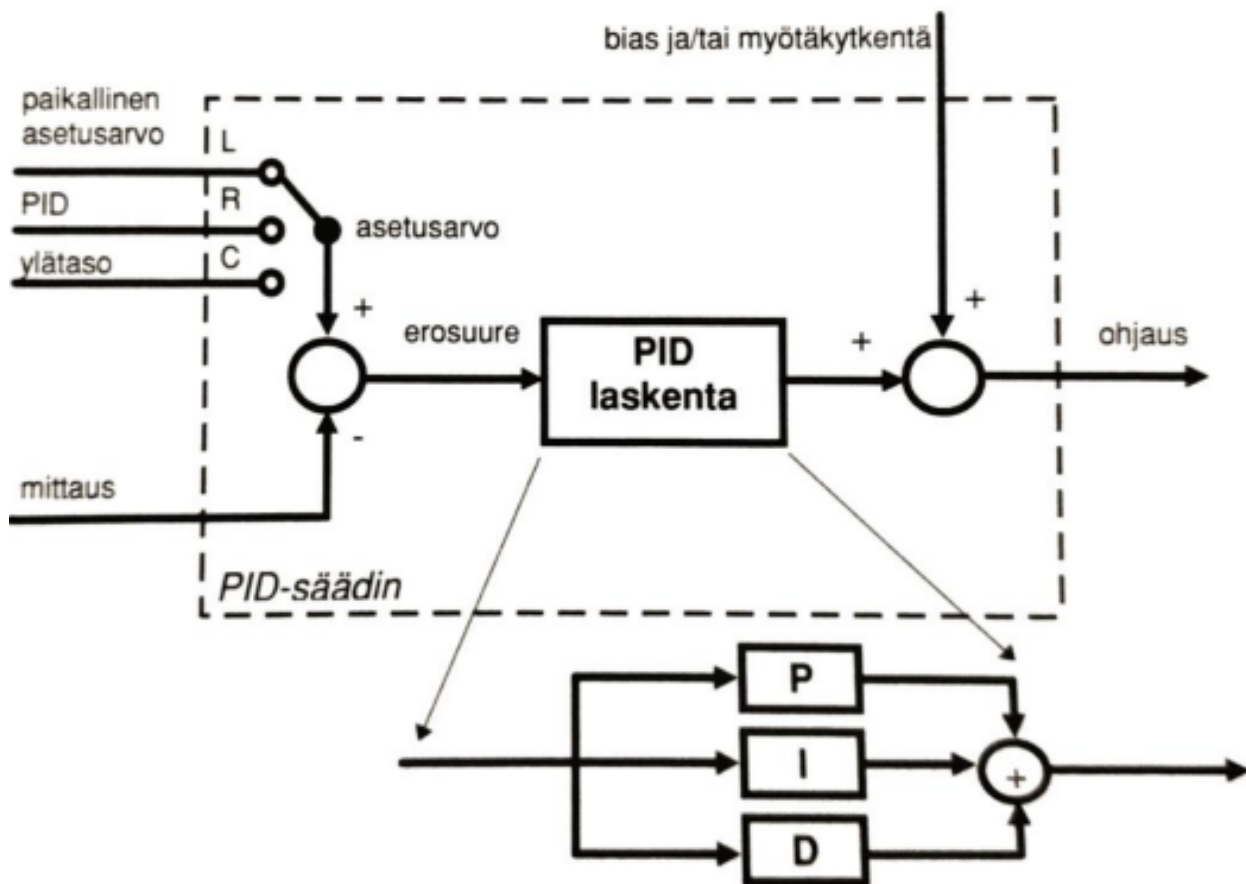 bias ja/tai myötäkytkentä
paikallinen
asetusarvo
L
PID
R
asetusarvo
ylätaso
C
+
+
erosuure
PID
laskenta
+
ohjaus
-
mittaus
PID-säädin
P
I
+
D